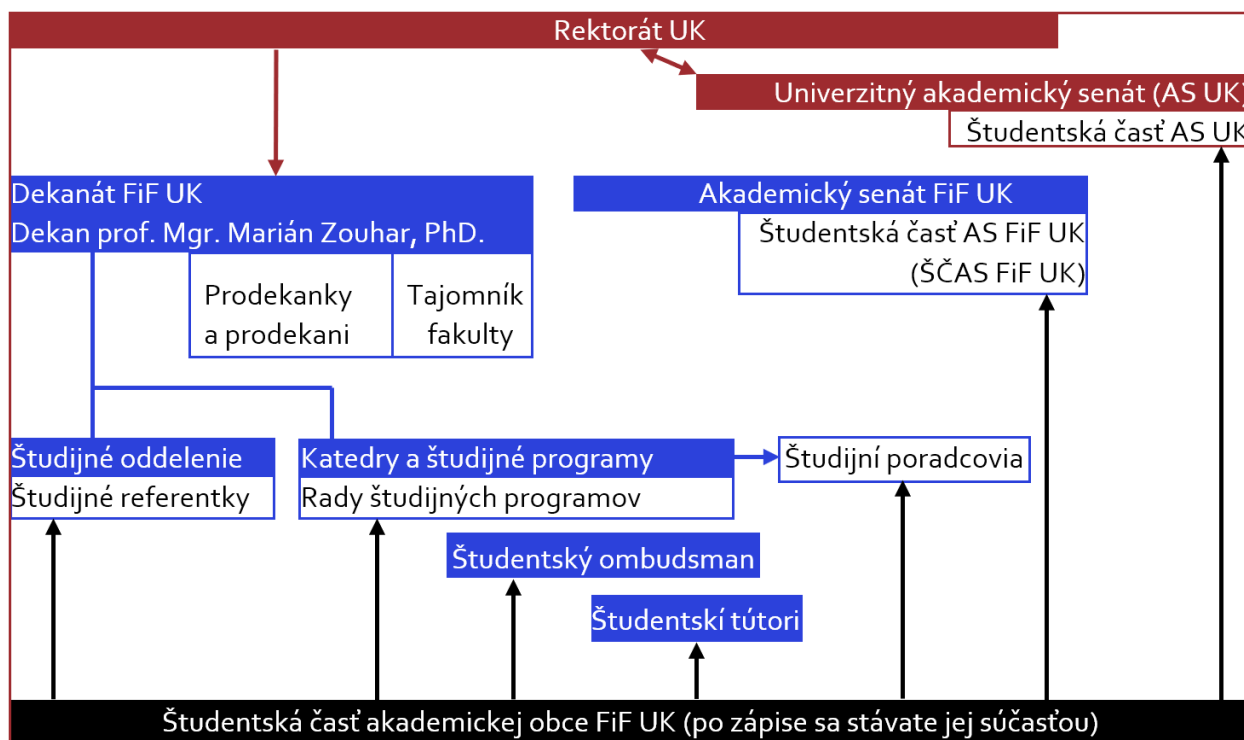 Rektorát UK
Univerzitný akademický senát (AS UK)
Študentská časť AS UK
Dekanát FiF UK
Dekan prof. Mgr. Marián Zouhar, PhD.
Prodekanky
a prodekani
Tajomník
fakulty
Akademický senát FiF UK
Študentská časť AS FiF UK
(ŠČAS FiF UK)
Študijné oddelenie
Študijné referentky
Katedry a študijné programy
Rady študijných programov
Študijní poradcovia
Študentský ombudsman
Študentskí tútori
Študentská časť akademickej obce FiF UK (po zápise sa stávate jej súčasťou)